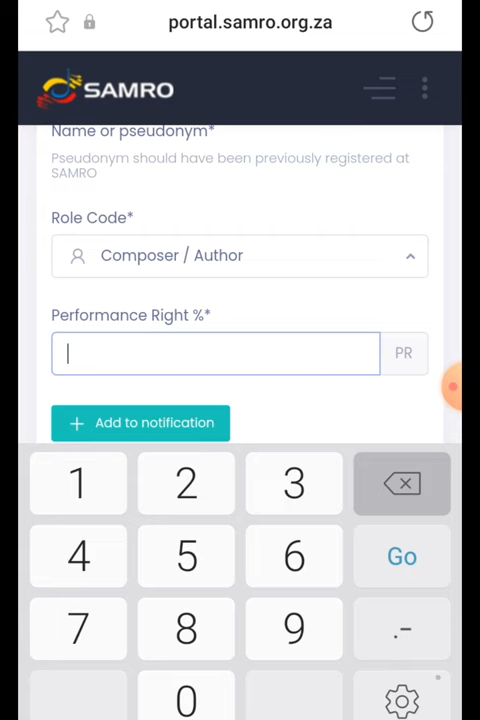 portal.samro.org.za
SAMRO
Name or pseudonym*
Pseudonym should have been previously registered at
SAMRO
Role Code*
Composer / Author
Performance Right %*
PR
+ Add to notification
1 2 3
4 5 6 Go
7 8 9 .-
0